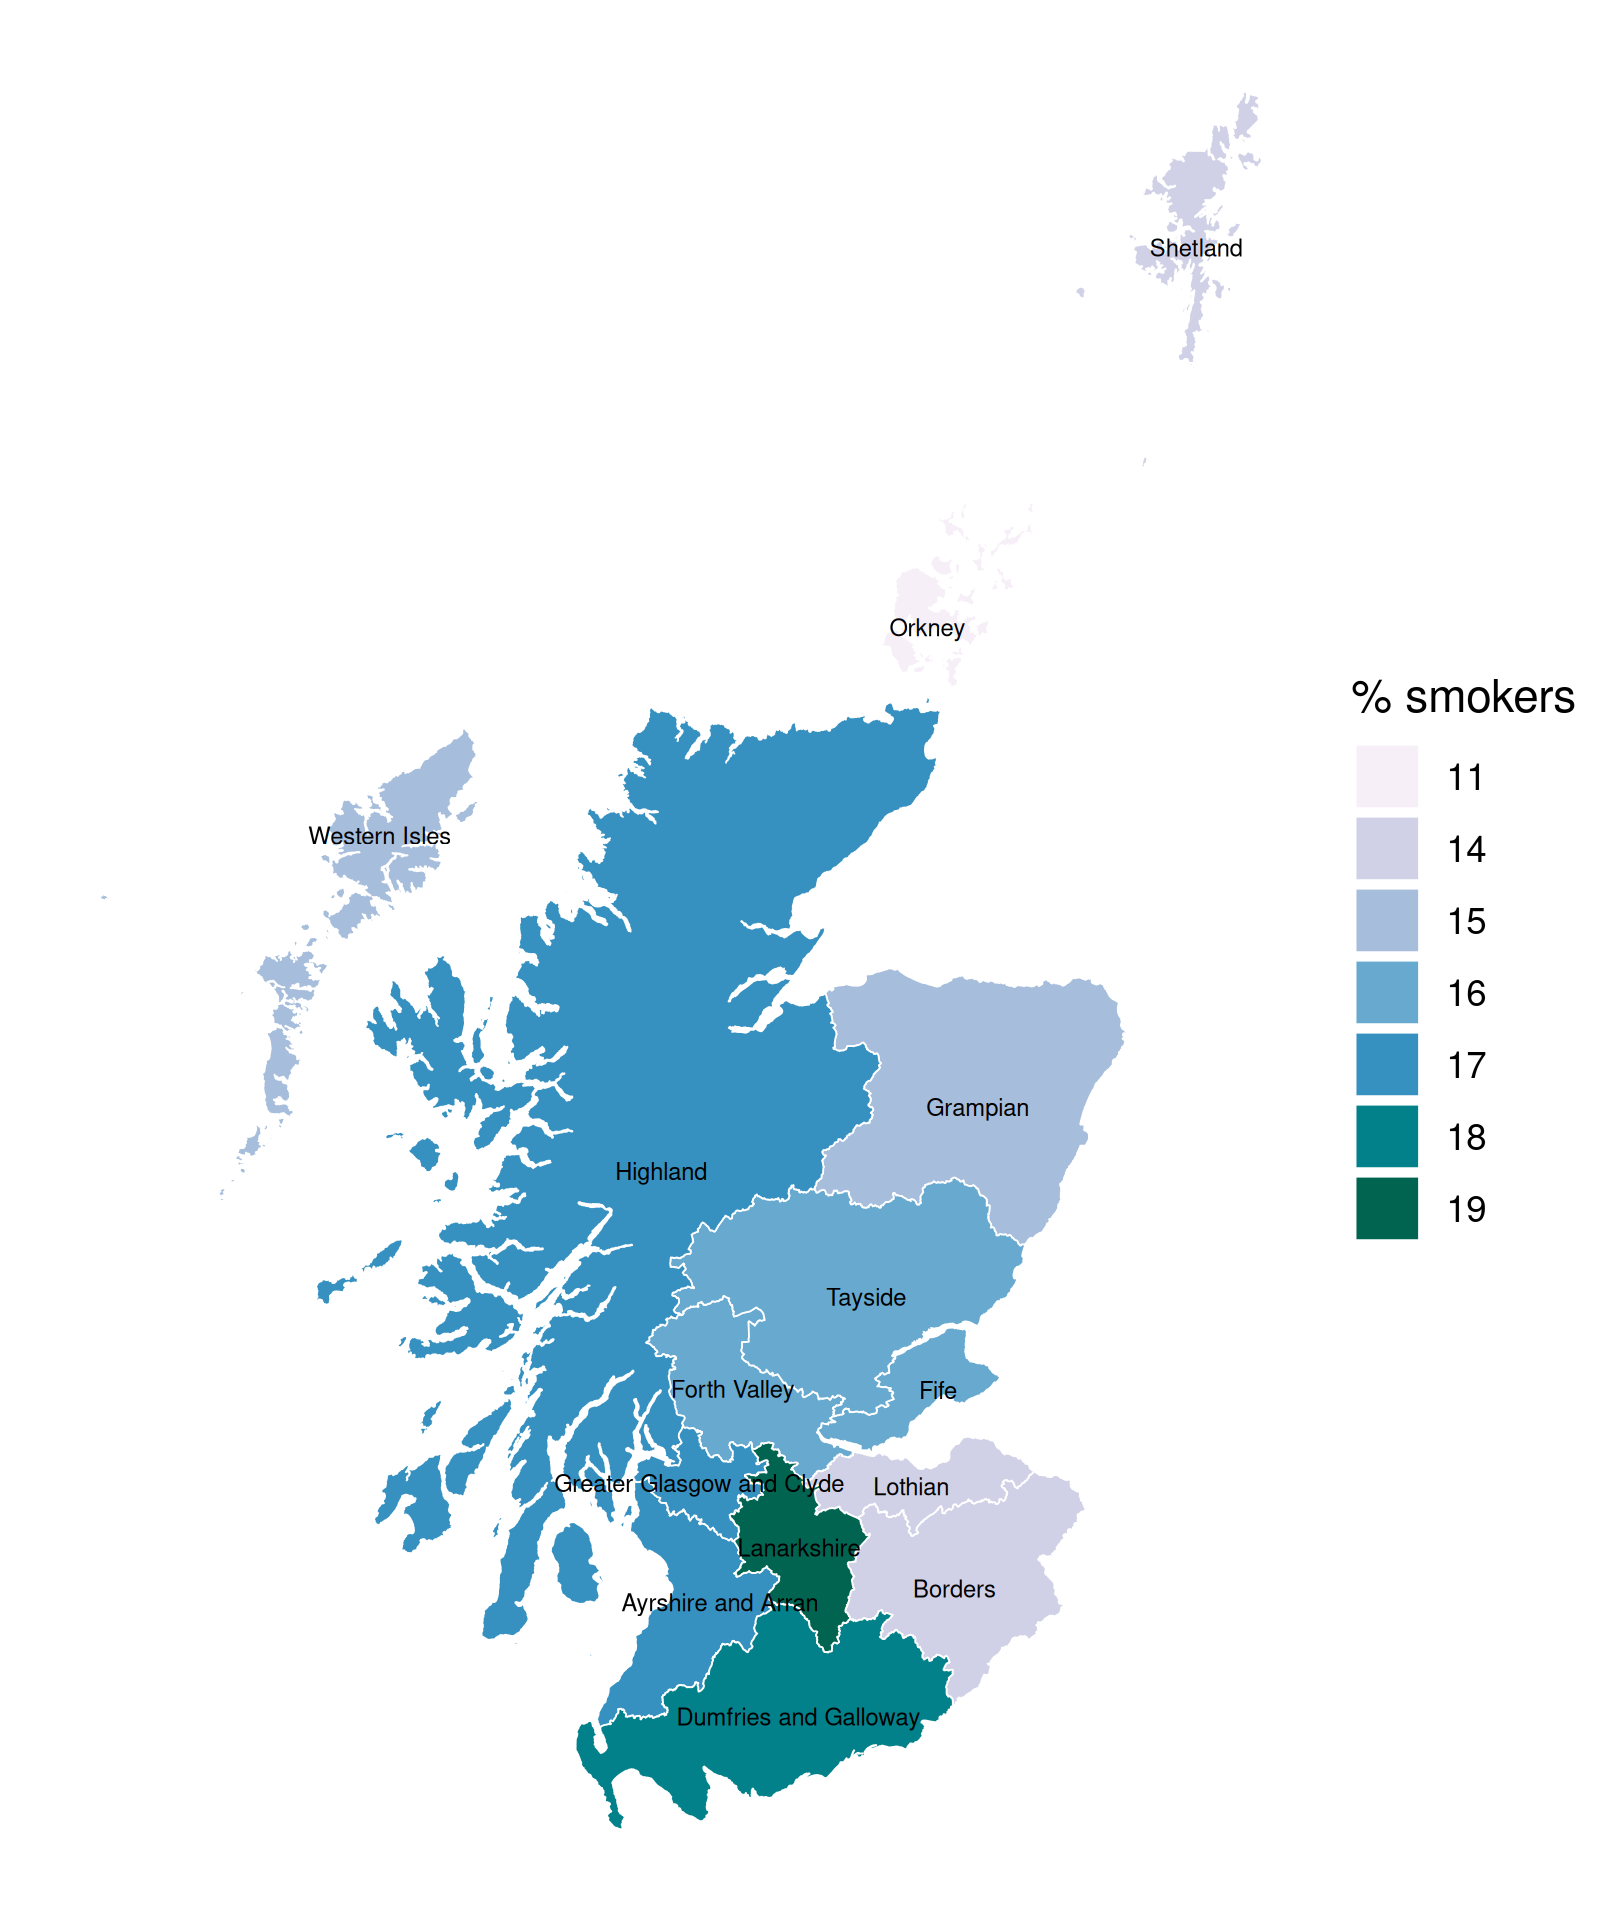 Shetland
Orkney
% smokers
11
14
15
16
17
18
19
Western Isles
Grampian
Highland
Tayside
Forth Valley
Fife
Greater Glasgow and Clyde
Lothian
Lanarkshire
Borders
Ayrshire and Arran
Dumfries and Galloway